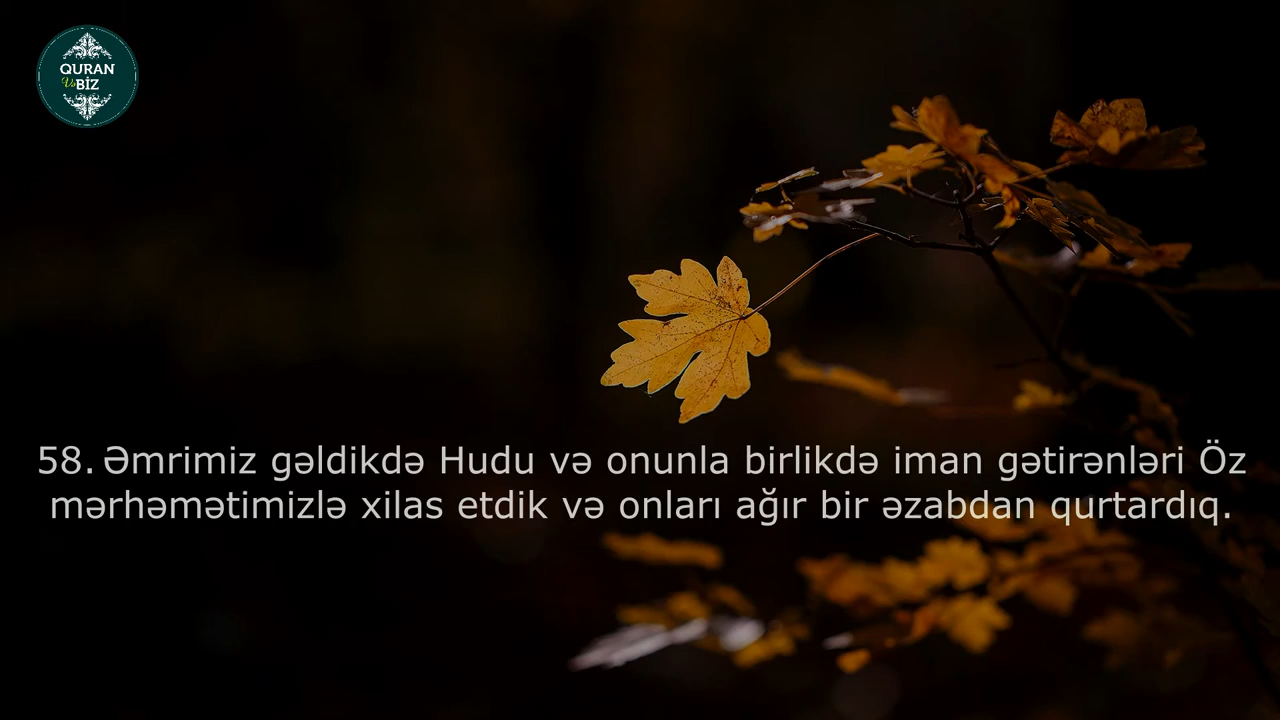 QURAN
Və BİZ
58. Əmrimiz gəldikdə Hudu və onunla birlikdə iman gətirənləri Öz
mərhəmətimizlə xilas etdik və onları ağır bir əzabdan qurtardıq.